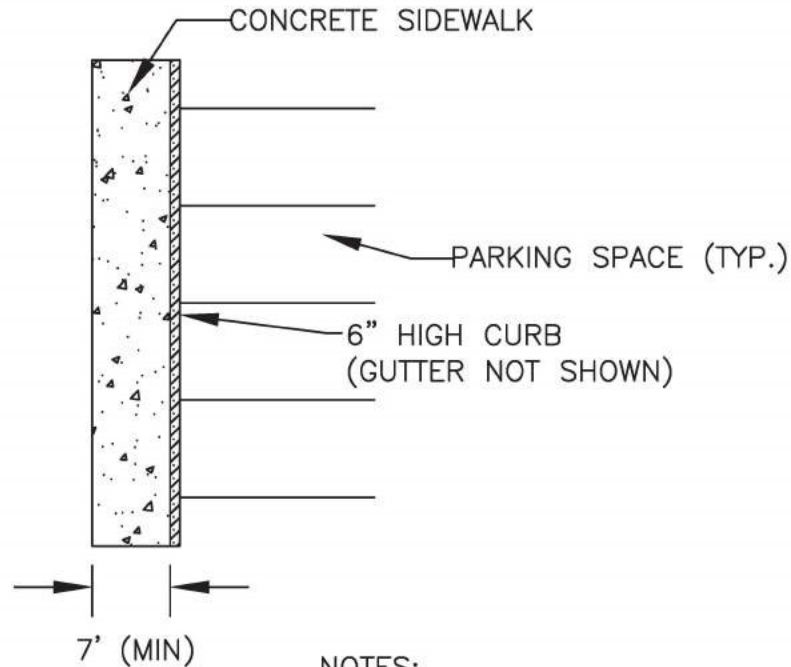 CONCRETE SIDEWALK
PARKING SPACE (TYP.)
6" HIGH CURB
(GUTTER NOT SHOWN)
7' (MIN)
NOTES: